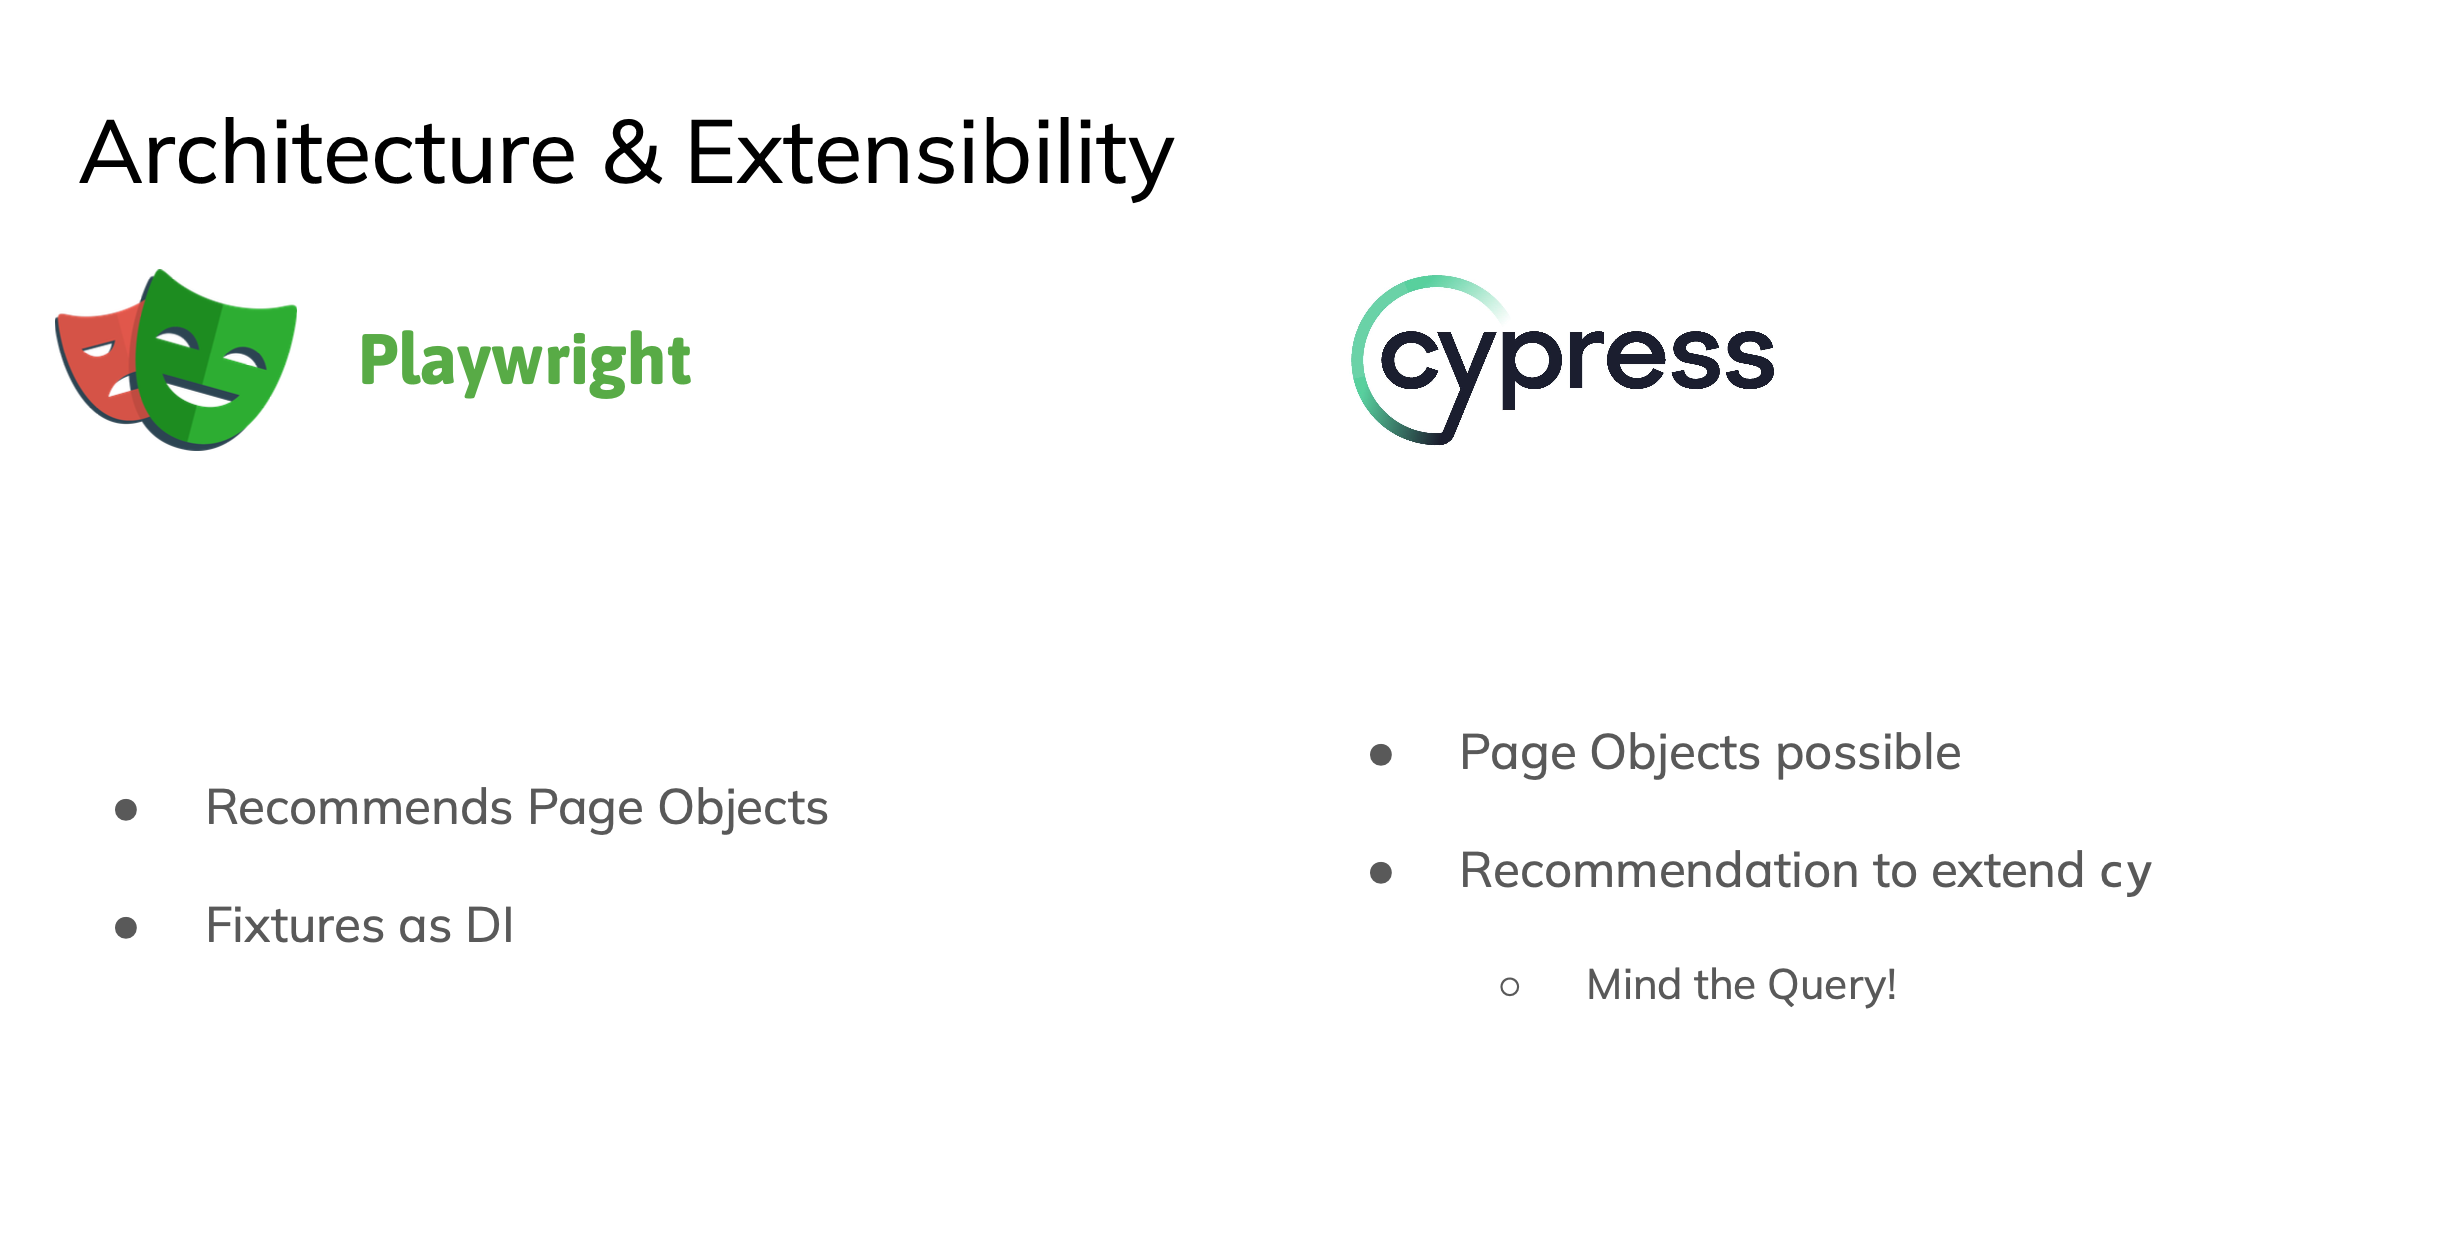 Architecture & Extensibility
Playwright
cypress
● Recommends Page Objects
● Fixtures as DI
● Page Objects possible
● Recommendation to extend cy
○ Mind the Query!